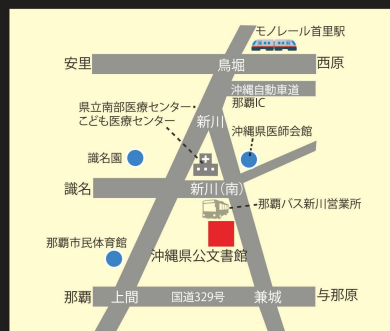 モノレール首里駅
安里
鳥堀
西原
沖縄自動車道
那覇IC
県立南部医療センター・
こども医療センター
新川
沖縄県医師会館
識名園
識名
新川(南)
那覇バス新川営業所
那覇市民体育館
沖縄県公文書館
那覇
上間
国道329号
兼城
与那原